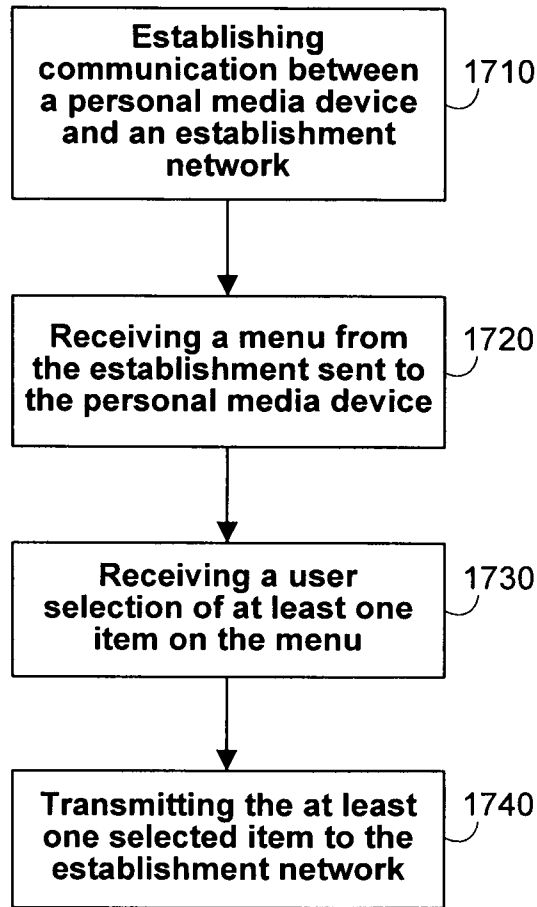 Establishing
communication between
a personal media device
and an establishment
network
1710
Receiving a menu from
the establishment sent to
the personal media device
1720
Receiving a user
selection of at least one
item on the menu
1730
Transmitting the at least
one selected item to the
establishment network
1740